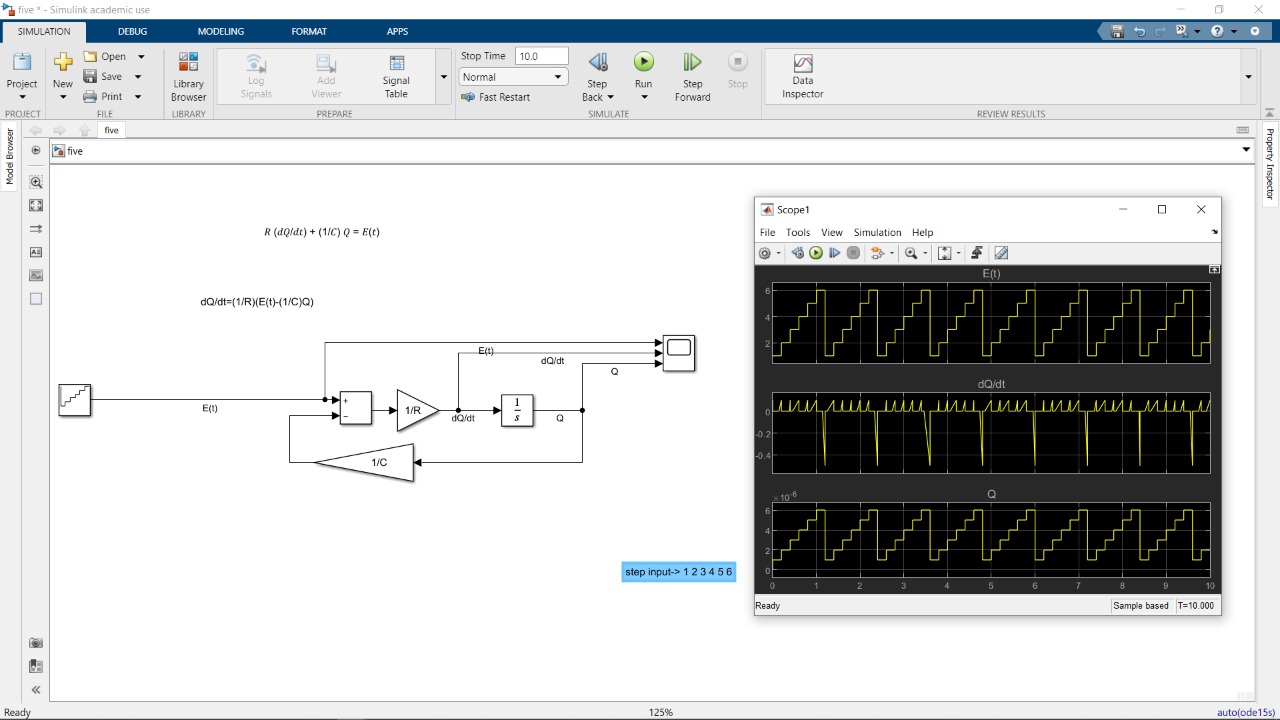 five * - Simulink academic use
SIMULATION DEBUG MODELING FORMAT APPS
Project
New
Open
Save
Print
Library Browser
Log Signals
Add Viewer
Signal Table
Stop Time 10.0
Normal
Fast Restart
Step Back
Run
Step Forward
Stop
Data Inspector
PROJECT FILE LIBRARY PREPARE SIMULATE REVIEW RESULTS
five
Model Browser
five
Property Inspector
R (dQ/dt) + (1/C) Q = E(t)
dQ/dt=(1/R)(E(t)-(1/C)Q)
E(t)
dQ/dt
Q
E(t)
+
−
1/R
dQ/dt
1
s
Q
1/C
step input-> 1 2 3 4 5 6
Scope1
File Tools View Simulation Help
E(t)
6
4
2
dQ/dt
0
-0.2
-0.4
Q
×10-6
6
4
2
0
0 1 2 3 4 5 6 7 8 9 10
Ready Sample based T=10.000
Ready 125% auto(ode15s)